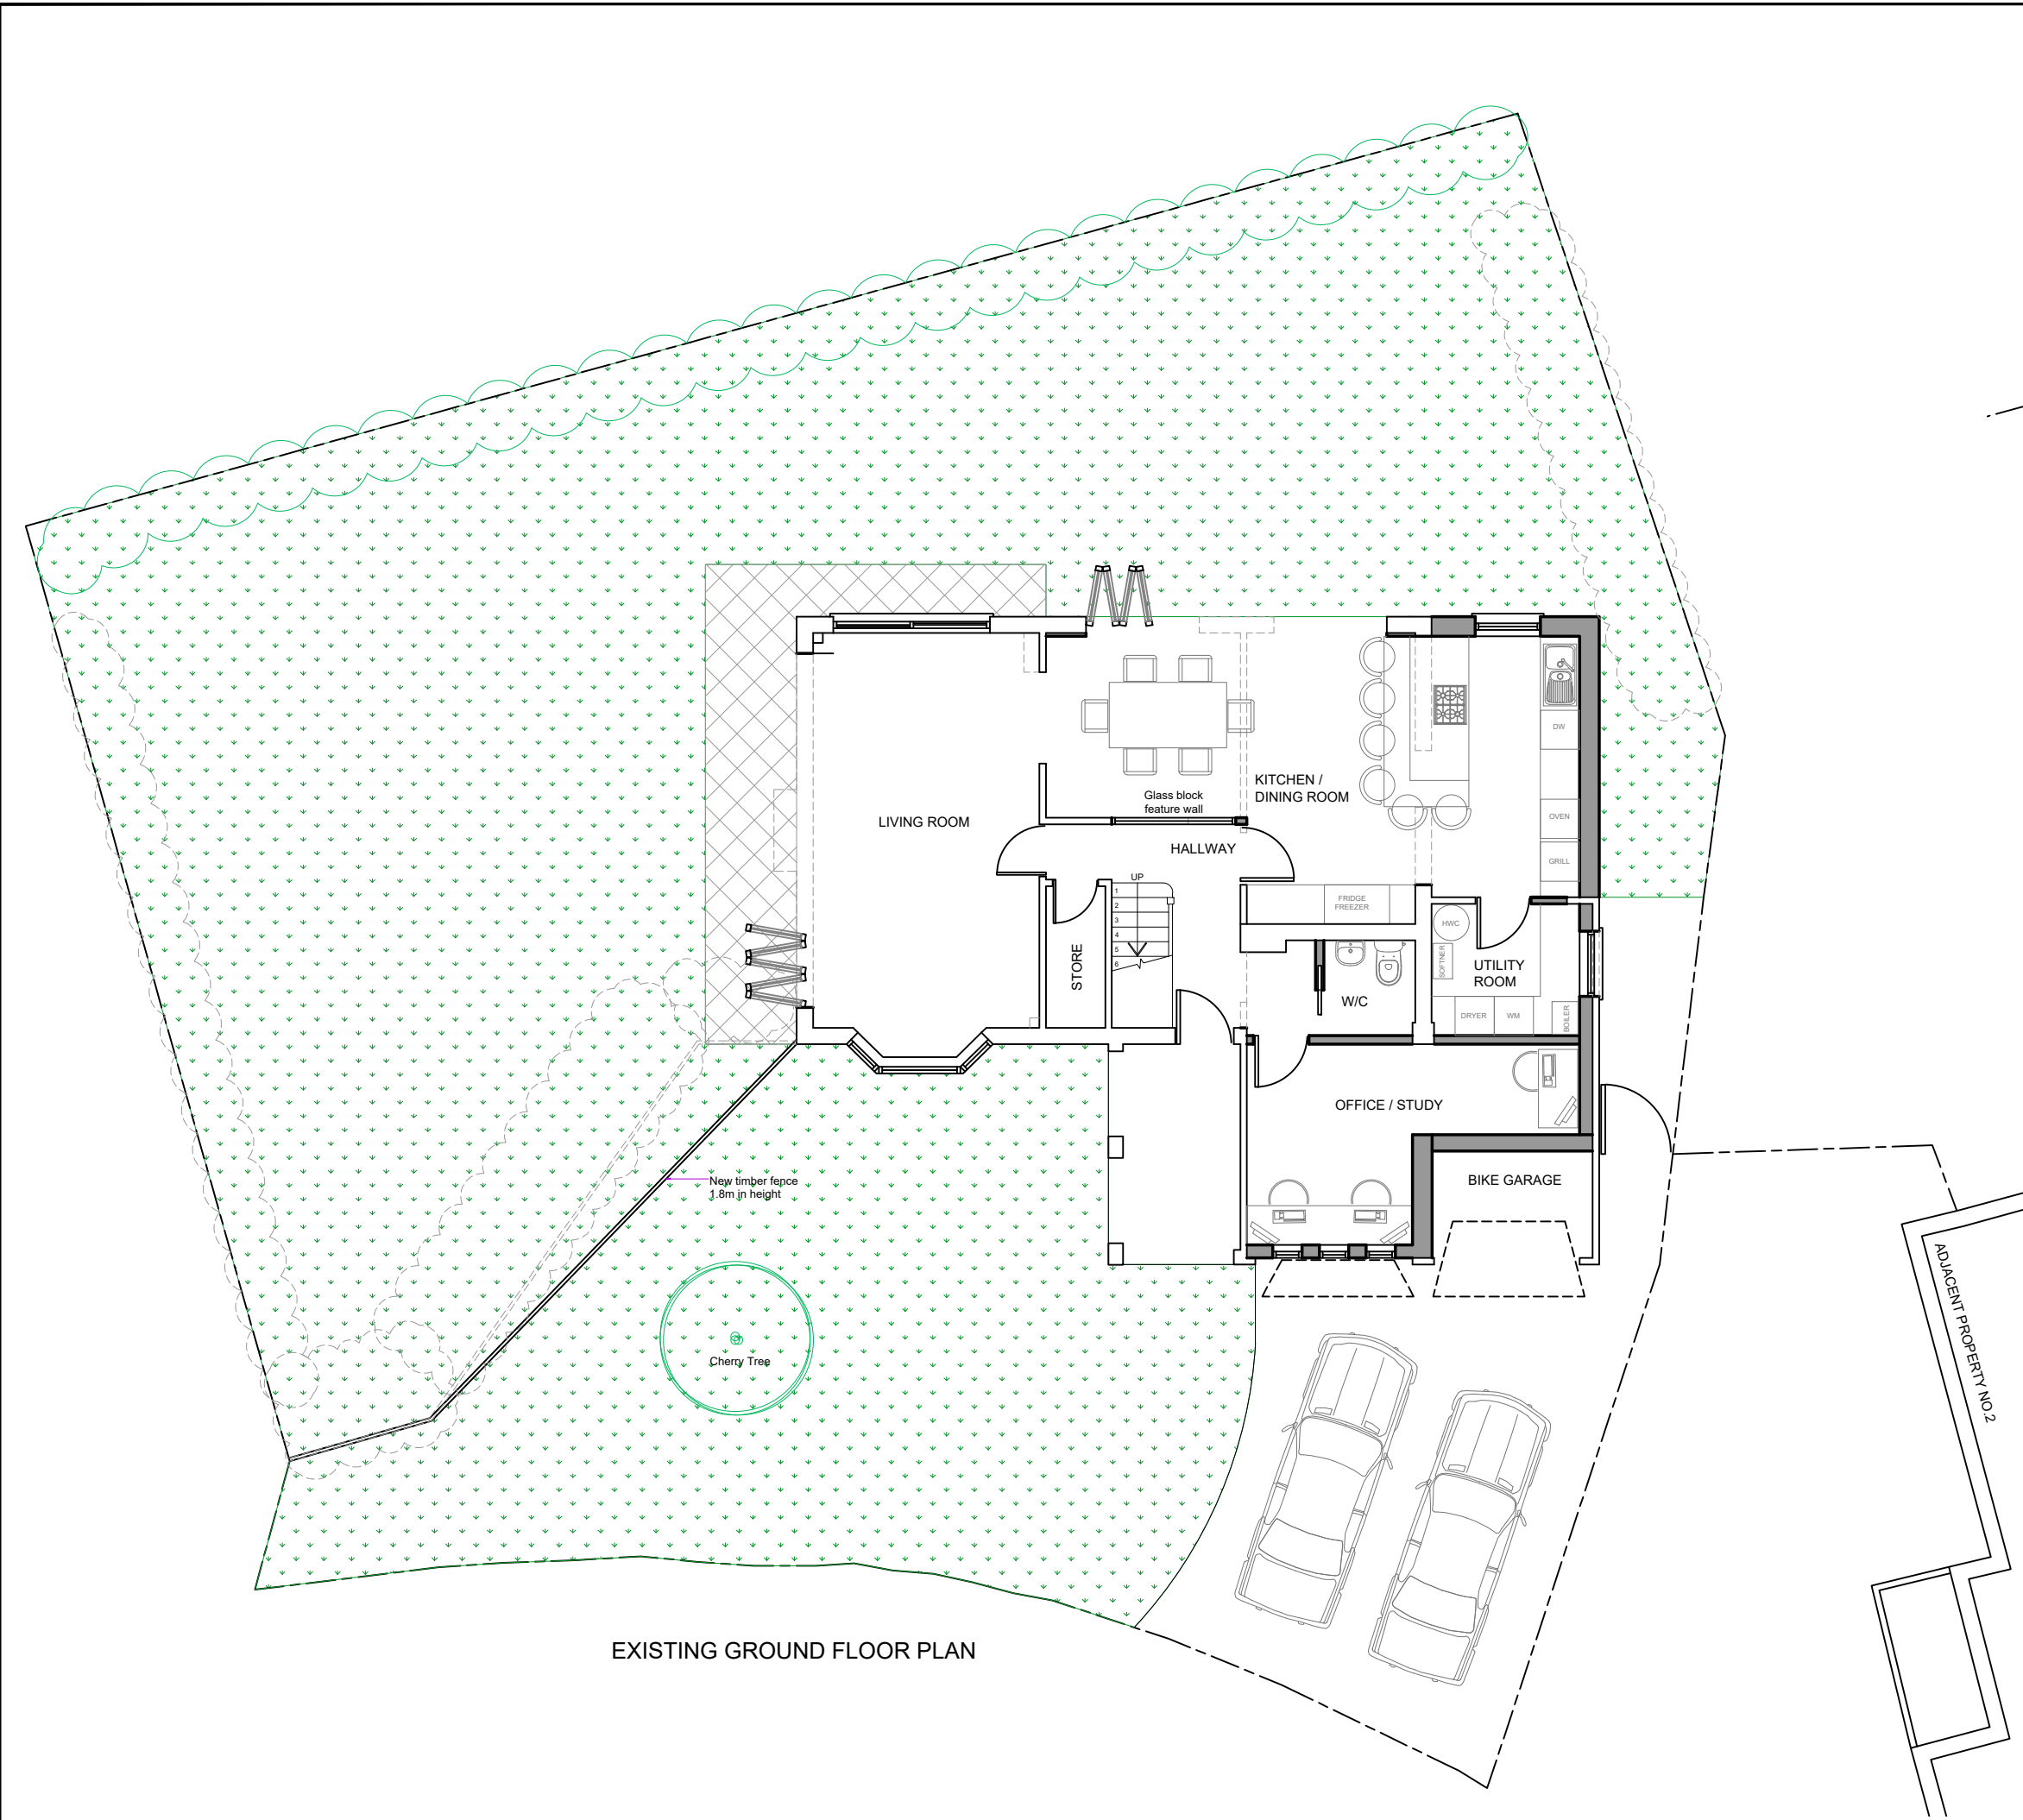 DW
KITCHEN /
DINING ROOM
Glass block
feature wall
OVEN
LIVING ROOM
HALLWAY
GRILL
UP
1
2
3
4
5
6
FRIDGE
FREEZER
HWC
STORE
SOFTNER
UTILITY
ROOM
W/C
DRYER
WM
BOILER
OFFICE / STUDY
New timber fence
1.8m in height
BIKE GARAGE
ADJACENT PROPERTY NO.2
Cherry Tree
EXISTING GROUND FLOOR PLAN